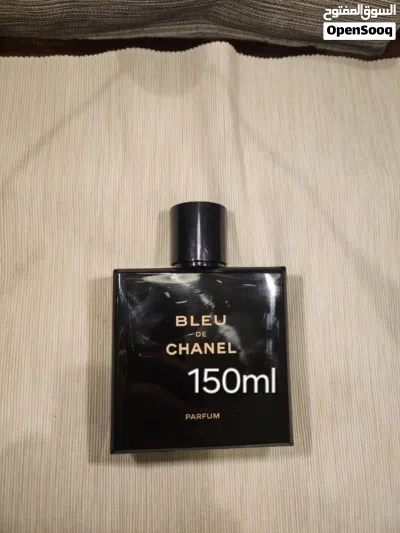 السوق المفتوح
OpenSooq
BLEU
DE
CHANEL
150ml
PARFUM